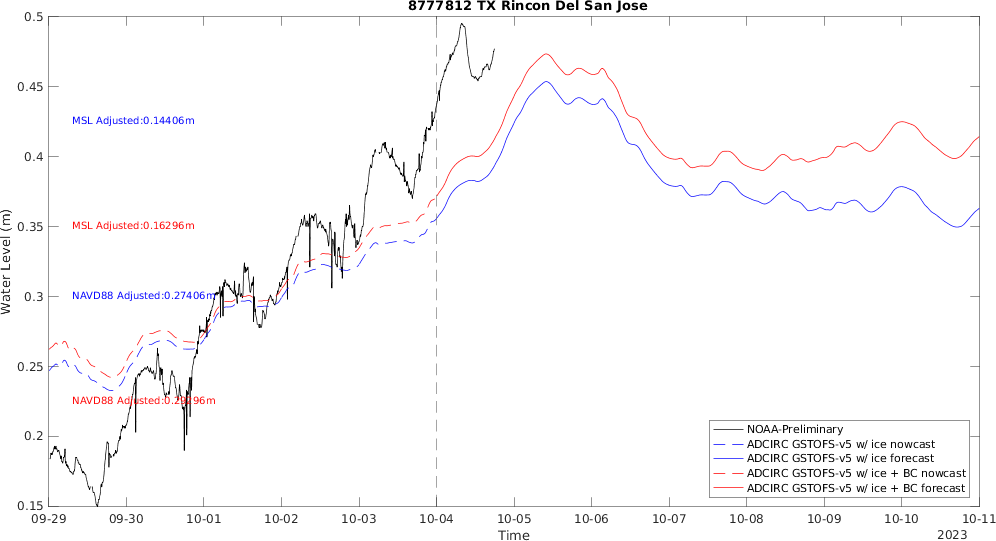 8777812 TX Rincon Del San Jose
0.5
0.45
0.4
0.35
0.3
0.25
0.2
0.15
Water Level (m)
MSL Adjusted:0.14406m
MSL Adjusted:0.16296m
NAVD88 Adjusted:0.27406m
NAVD88 Adjusted:0.29296m
NOAA-Preliminary
ADCIRC GSTOFS-v5 w/ ice nowcast
ADCIRC GSTOFS-v5 w/ ice forecast
ADCIRC GSTOFS-v5 w/ ice + BC nowcast
ADCIRC GSTOFS-v5 w/ ice + BC forecast
09-29 09-30 10-01 10-02 10-03 10-04 10-05 10-06 10-07 10-08 10-09 10-10 10-11
Time
2023